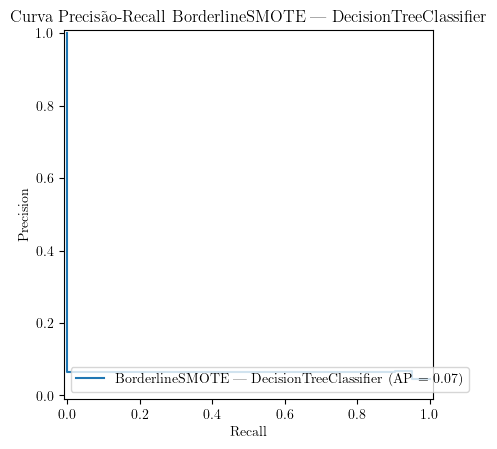 Curva Precisão-Recall BorderlineSMOTE — DecisionTreeClassifier
1.0
0.8
0.6
0.4
0.2
0.0
Precision
BorderlineSMOTE — DecisionTreeClassifier (AP = 0.07)
0.0 0.2 0.4 0.6 0.8 1.0
Recall